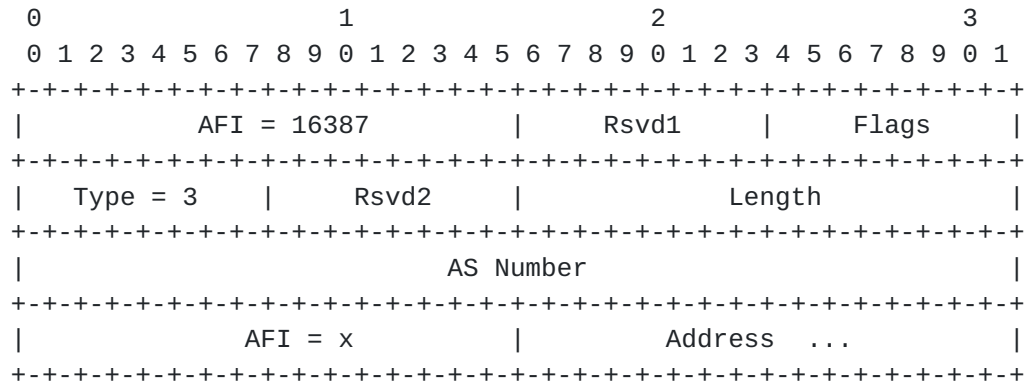 0                   1                   2                   3
 0 1 2 3 4 5 6 7 8 9 0 1 2 3 4 5 6 7 8 9 0 1 2 3 4 5 6 7 8 9 0 1
+-+-+-+-+-+-+-+-+-+-+-+-+-+-+-+-+-+-+-+-+-+-+-+-+-+-+-+-+-+-+-+-+
|           AFI = 16387         |     Rsvd1     |     Flags     |
+-+-+-+-+-+-+-+-+-+-+-+-+-+-+-+-+-+-+-+-+-+-+-+-+-+-+-+-+-+-+-+-+
|   Type = 3    |     Rsvd2     |             Length            |
+-+-+-+-+-+-+-+-+-+-+-+-+-+-+-+-+-+-+-+-+-+-+-+-+-+-+-+-+-+-+-+-+
|                           AS Number                           |
+-+-+-+-+-+-+-+-+-+-+-+-+-+-+-+-+-+-+-+-+-+-+-+-+-+-+-+-+-+-+-+-+
|              AFI = x          |         Address  ...          |
+-+-+-+-+-+-+-+-+-+-+-+-+-+-+-+-+-+-+-+-+-+-+-+-+-+-+-+-+-+-+-+-+